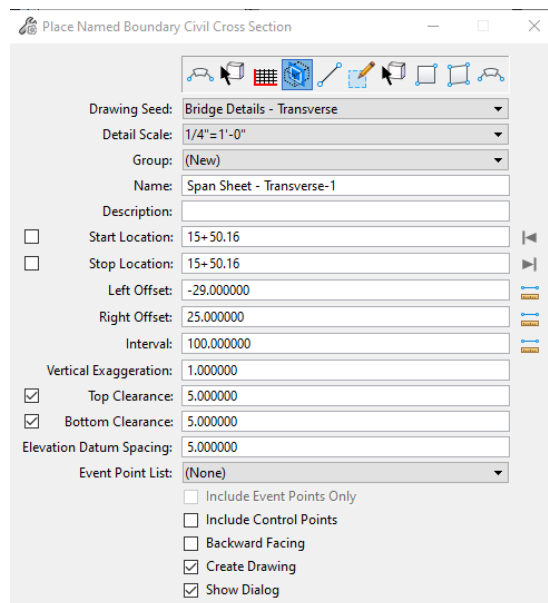 Place Named Boundary Civil Cross Section
Drawing Seed: Bridge Details - Transverse
Detail Scale: 1/4"=1'-0"
Group: (New)
Name: Span Sheet - Transverse-1
Description:
Start Location: 15+50.16
Stop Location: 15+50.16
Left Offset: -29.000000
Right Offset: 25.000000
Interval: 100.000000
Vertical Exaggeration: 1.000000
Top Clearance: 5.000000
Bottom Clearance: 5.000000
Elevation Datum Spacing: 5.000000
Event Point List: (None)
Include Event Points Only
Include Control Points
Backward Facing
Create Drawing
Show Dialog